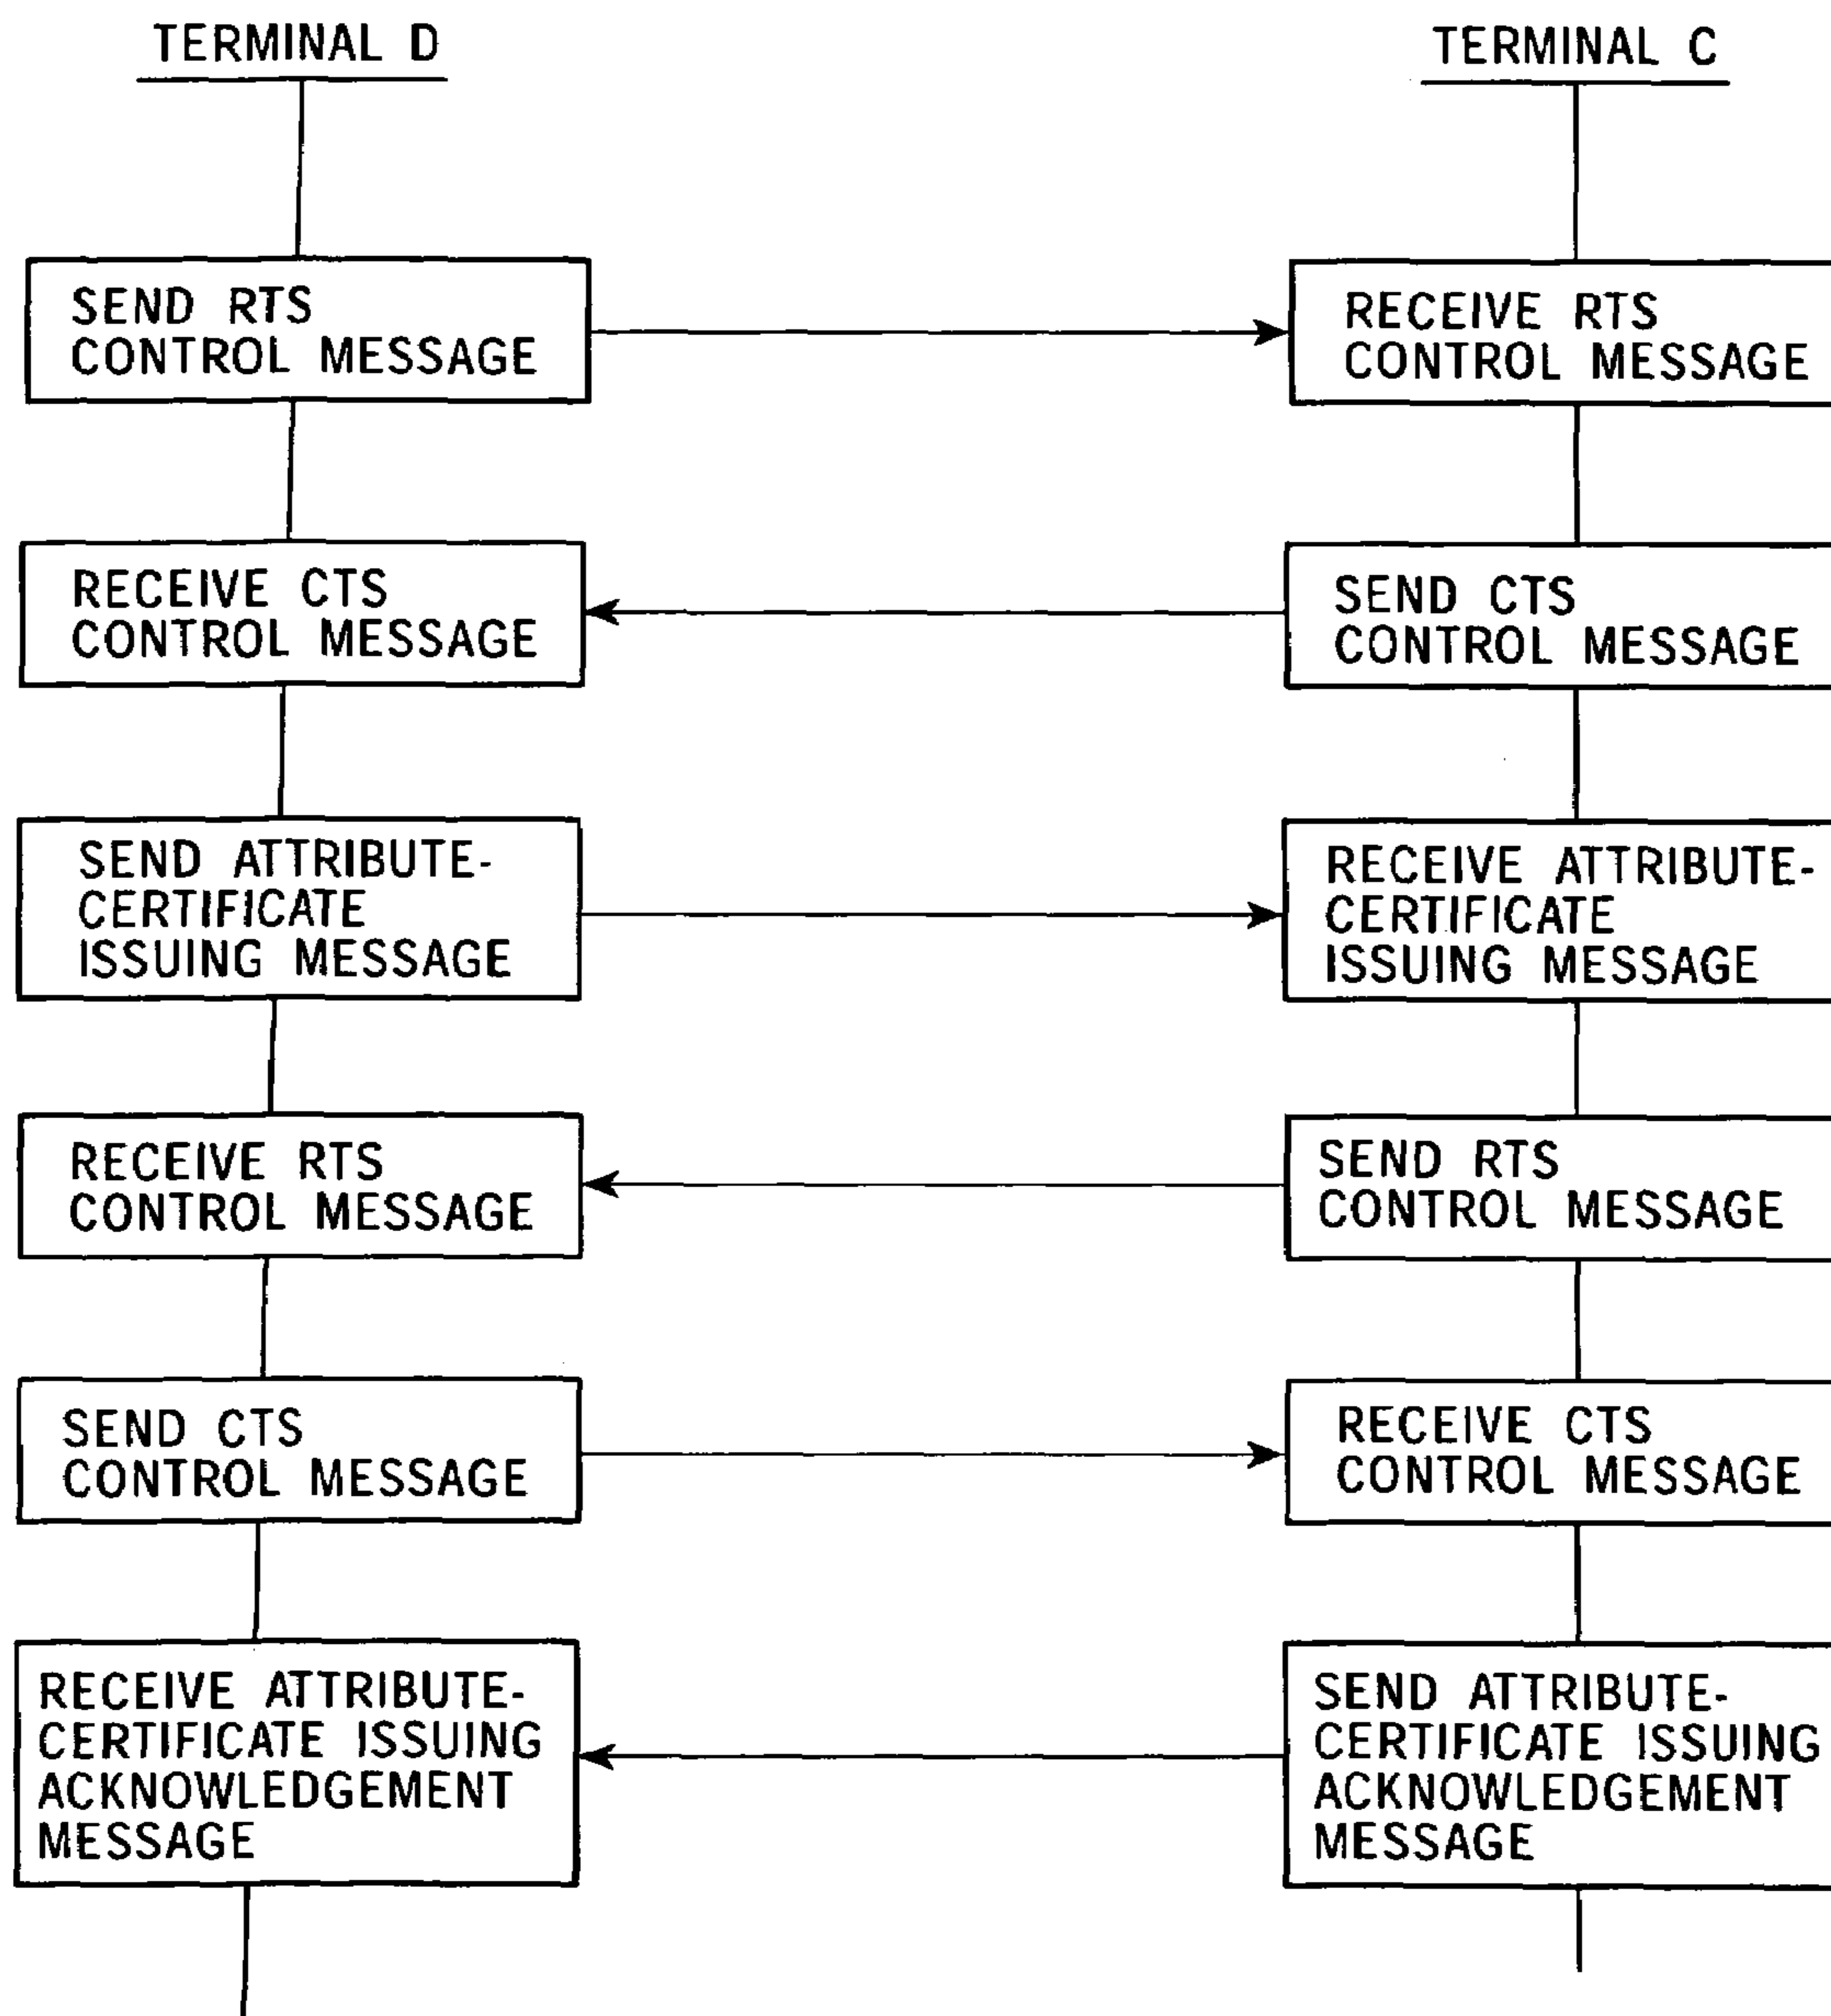 TERMINAL D
TERMINAL C
SEND RTS
CONTROL MESSAGE
RECEIVE RTS
CONTROL MESSAGE
RECEIVE CTS
CONTROL MESSAGE
SEND CTS
CONTROL MESSAGE
SEND ATTRIBUTE-
CERTIFICATE
ISSUING MESSAGE
RECEIVE ATTRIBUTE-
CERTIFICATE
ISSUING MESSAGE
RECEIVE RTS
CONTROL MESSAGE
SEND RTS
CONTROL MESSAGE
SEND CTS
CONTROL MESSAGE
RECEIVE CTS
CONTROL MESSAGE
RECEIVE ATTRIBUTE-
CERTIFICATE ISSUING
ACKNOWLEDGEMENT
MESSAGE
SEND ATTRIBUTE-
CERTIFICATE ISSUING
ACKNOWLEDGEMENT
MESSAGE